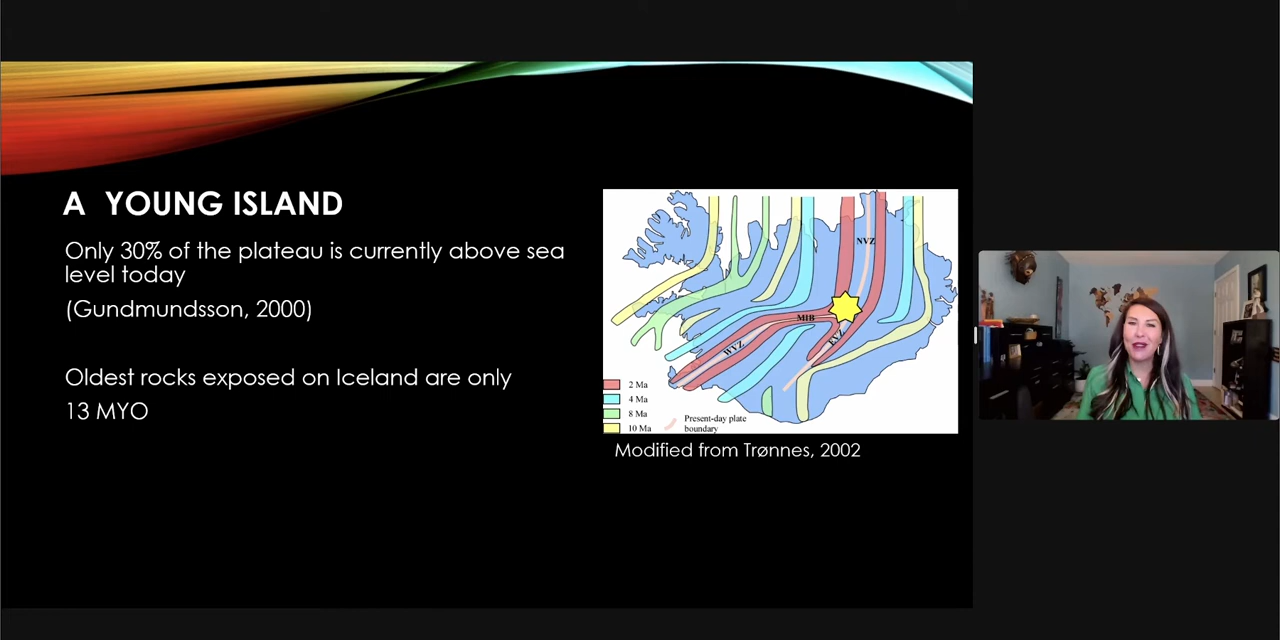 A YOUNG ISLAND
Only 30% of the plateau is currently above sea
level today
(Gundmundsson, 2000)
Oldest rocks exposed on Iceland are only
13 MYO
NVZ
MIB
WVZ
EVZ
2 Ma
4 Ma
8 Ma
10 Ma
Present-day plate
boundary
Modified from Trønnes, 2002